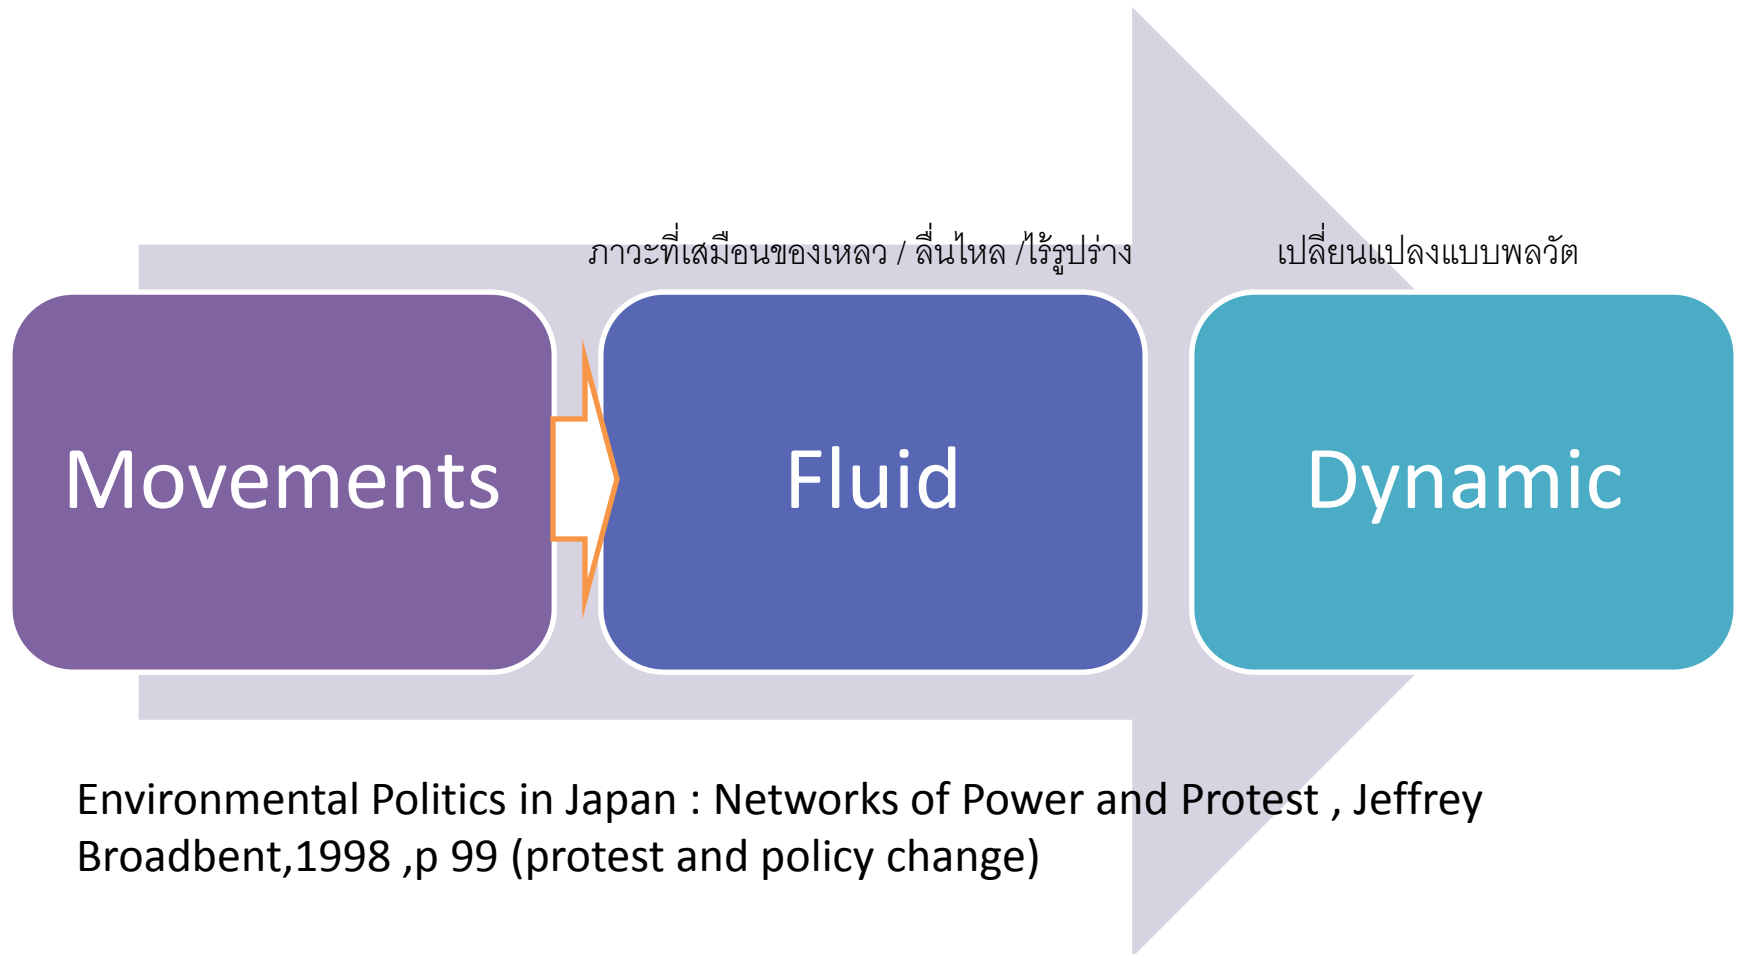 ภาวะที่เสมือนของเหลว / ลื่นไหล /ไร้รูปร่าง
เปลี่ยนแปลงแบบพลวัต
Movements
Fluid
Dynamic
Environmental Politics in Japan : Networks of Power and Protest , Jeffrey
Broadbent,1998 ,p 99 (protest and policy change)